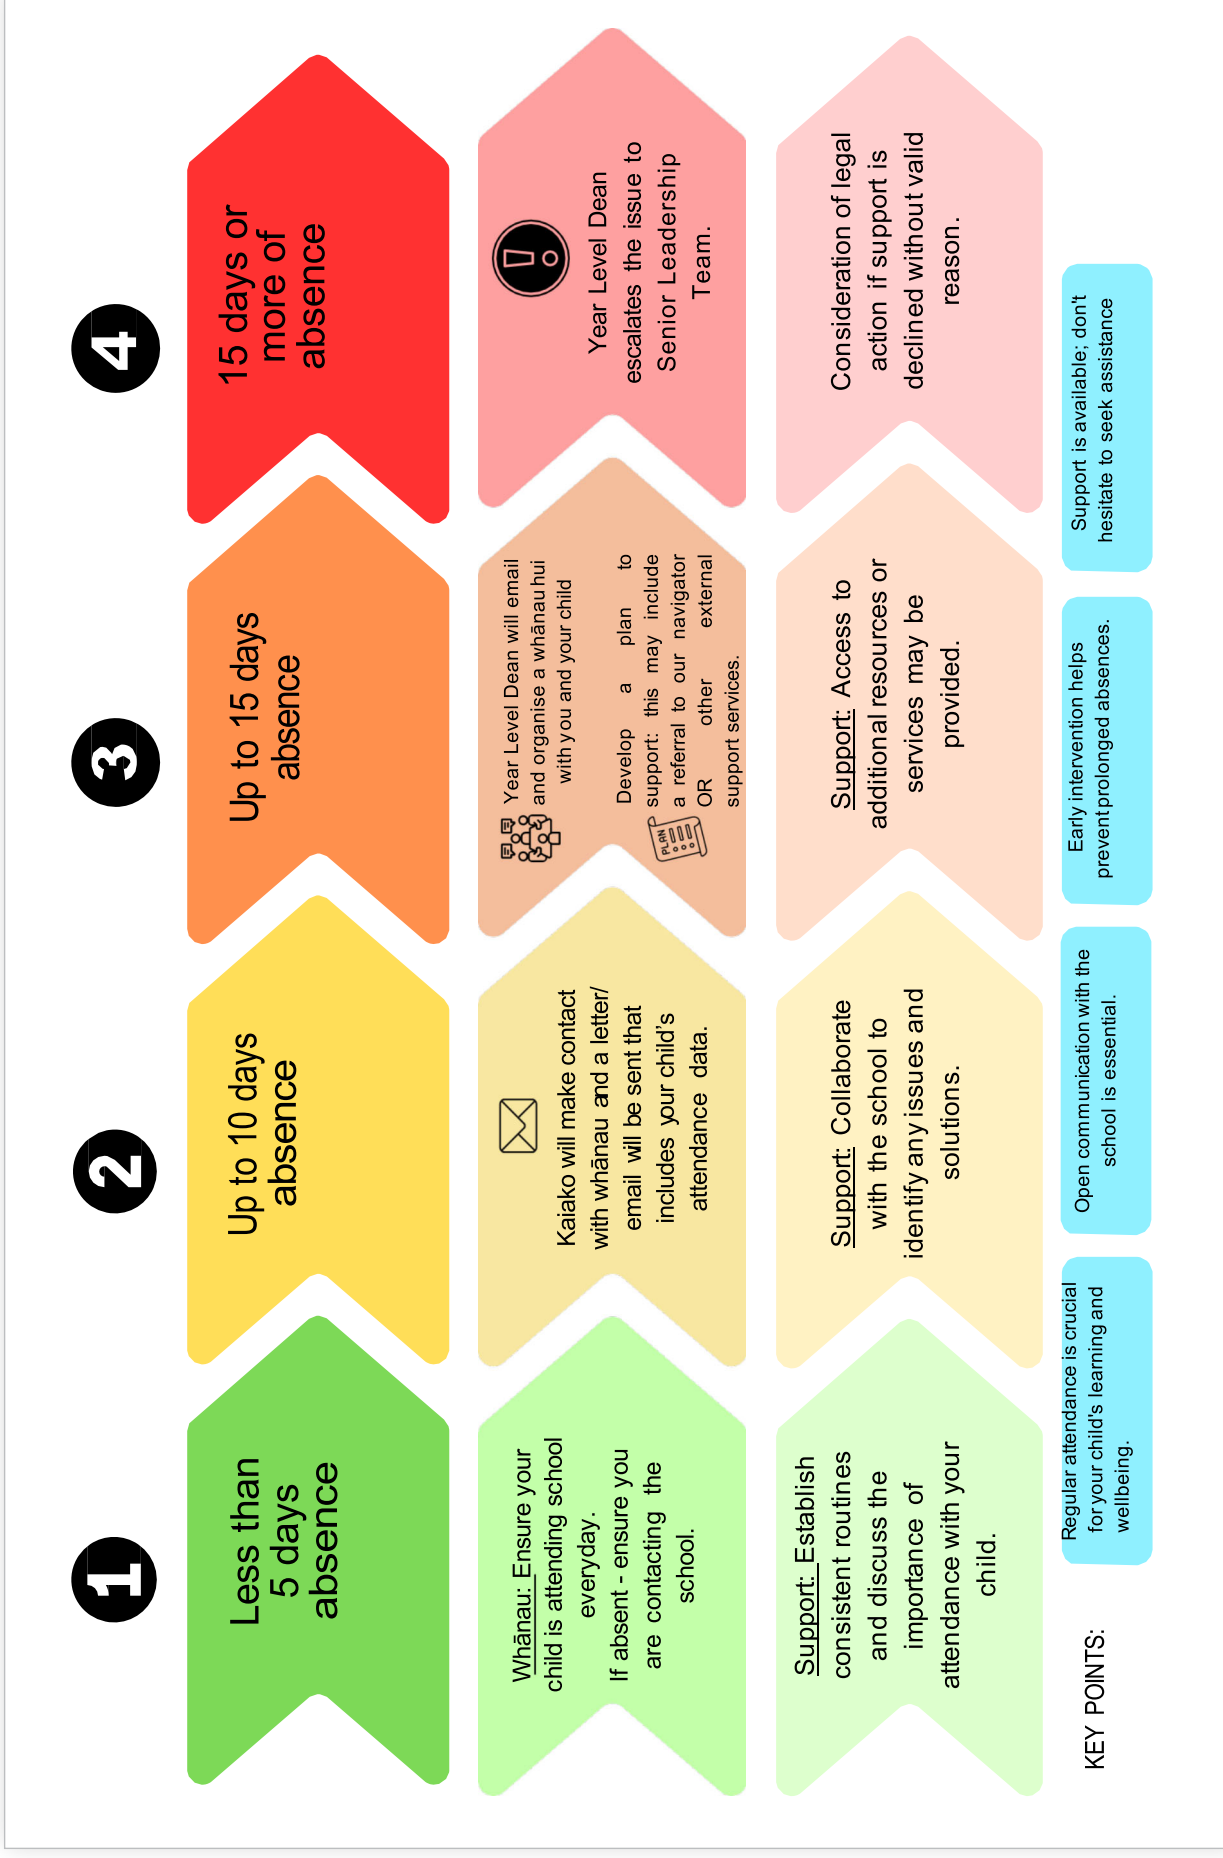 1
2
3
4
Less than
5 days
absence
Up to 10 days
absence
Up to 15 days
absence
15 days or
more of
absence
Whānau: Ensure your
child is attending school
everyday.
If absent - ensure you
are contacting the
school.
Kaiako will make contact
with whānau and a letter/
email will be sent that
includes your child's
attendance data.
Year Level Dean will email
and organise a whānau hui
with you and your child
PLAN
Develop a plan to
support: this may include
a referral to our navigator
OR other external
support services.
Year Level Dean
escalates the issue to
Senior Leadership
Team.
Support: Establish
consistent routines
and discuss the
importance of
attendance with your
child.
Support: Collaborate
with the school to
identify any issues and
solutions.
Support: Access to
additional resources or
services may be
provided.
Consideration of legal
action if support is
declined without valid
reason.
KEY POINTS:
Regular attendance is crucial
for your child's learning and
wellbeing.
Open communication with the
school is essential.
Early intervention helps
prevent prolonged absences.
Support is available; don't
hesitate to seek assistance